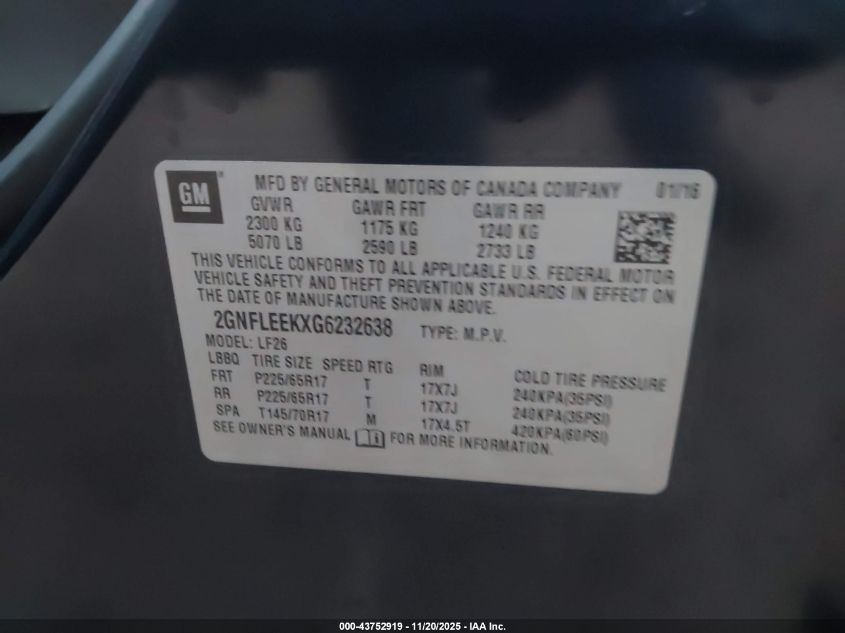 GM ® MFD BY GENERAL MOTORS OF CANADA COMPANY 01/16
GVWR GAWR FRT GAWR RR
2300 KG 1175 KG 1240 KG
5070 LB 2590 LB 2733 LB
THIS VEHICLE CONFORMS TO ALL APPLICABLE U.S. FEDERAL MOTOR
VEHICLE SAFETY AND THEFT PREVENTION STANDARDS IN EFFECT ON
THE DATE OF MANUFACTURE SHOWN ABOVE.
2GNFLEEKXG6232638 TYPE: M.P.V.
MODEL: LF26
LBBQ TIRE SIZE SPEED RTG RIM COLD TIRE PRESSURE
FRT P225/65R17 T 17X7J 240KPA(35PSI)
RR P225/65R17 T 17X7J 240KPA(35PSI)
SPA T145/70R17 M 17X4.5T 420KPA(60PSI)
SEE OWNER'S MANUAL i FOR MORE INFORMATION.
000-43752919 - 11/20/2025 - IAA Inc.